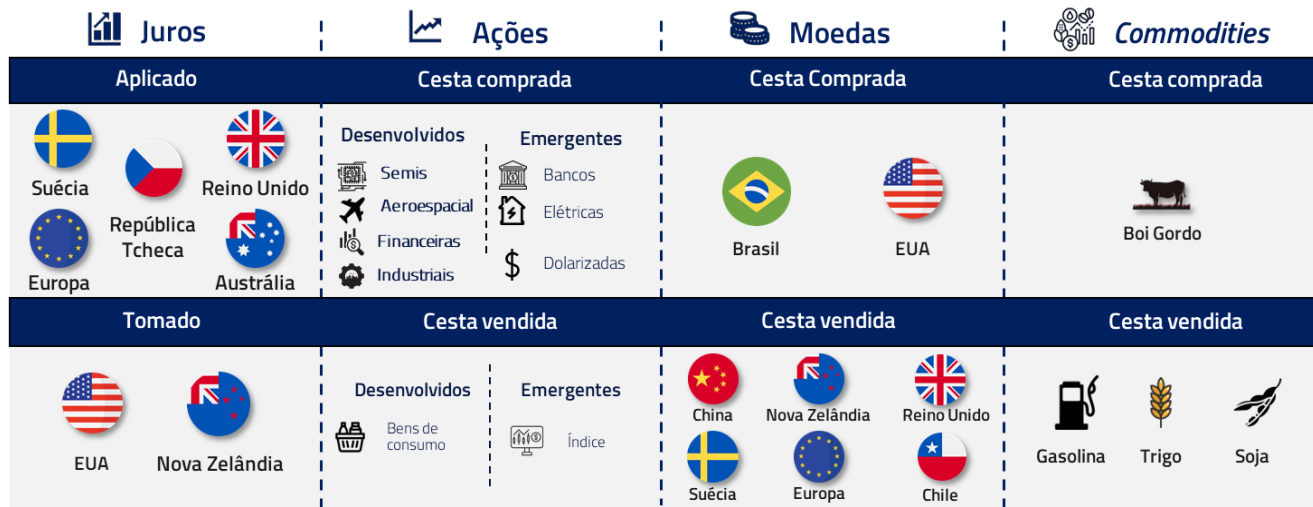 Juros
Ações
Moedas
Commodities
Aplicado
Cesta comprada
Cesta Comprada
Cesta comprada
Suécia
República
Tcheca
Reino Unido
Europa
Austrália
Desenvolvidos
Semis
Aeroespacial
Financeiras
Industriais
Emergentes
Bancos
Elétricas
Dolarizadas
Brasil
EUA
Boi Gordo
Tomado
Cesta vendida
Cesta vendida
Cesta vendida
EUA
Nova Zelândia
Desenvolvidos
Bens de
consumo
Emergentes
Índice
China
Nova Zelândia
Reino Unido
Suécia
Europa
Chile
Gasolina
Trigo
Soja